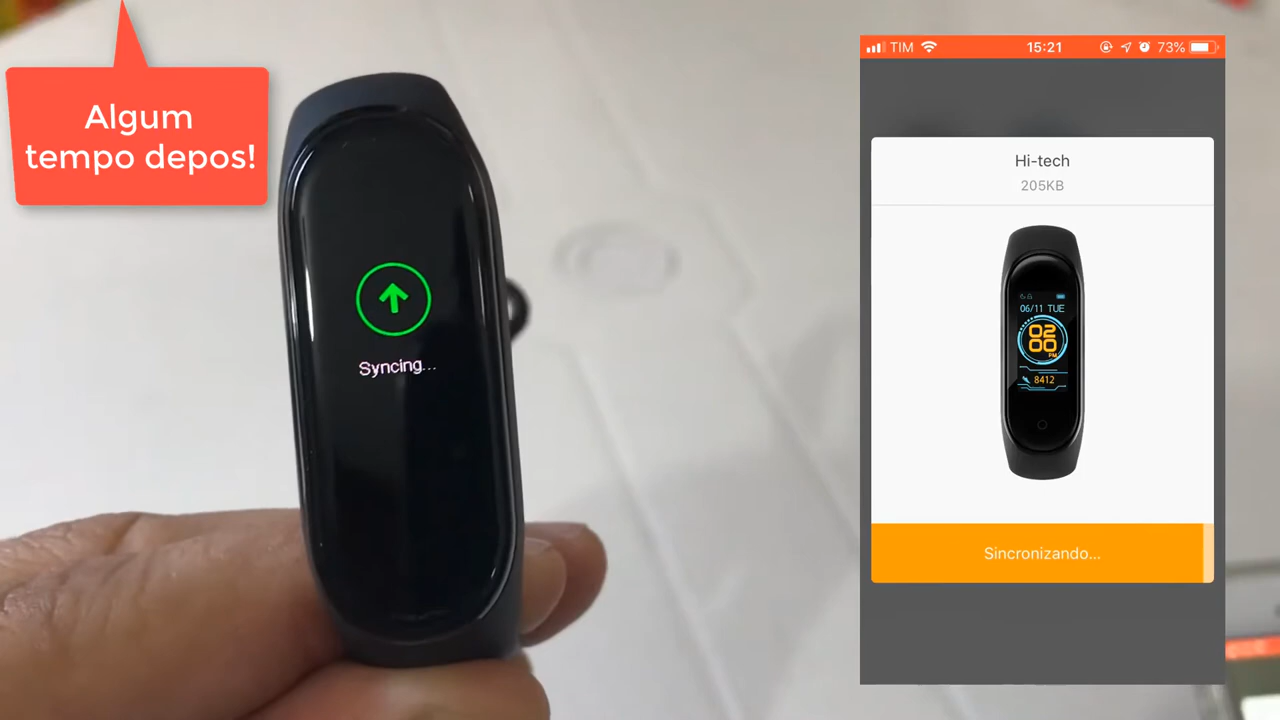 Algum
tempo depos!
Syncing...
TIM
15:21
73%
Hi-tech
205KB
06/11 TUE
02
00
PM
8412
Sincronizando...